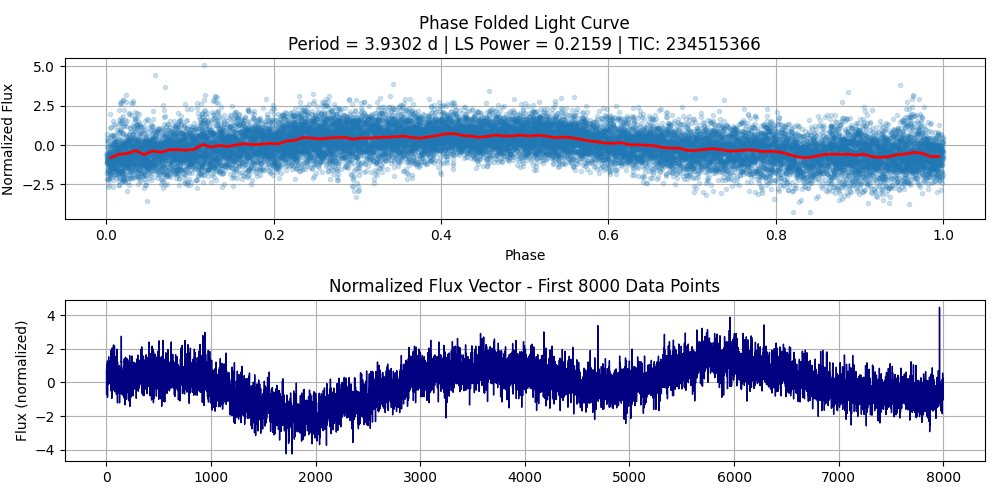 Phase Folded Light Curve
Period = 3.9302 d | LS Power = 0.2159 | TIC: 234515366
Normalized Flux
5.0
2.5
0.0
−2.5
0.0 0.2 0.4 0.6 0.8 1.0
Phase
Normalized Flux Vector - First 8000 Data Points
Flux (normalized)
4
2
0
−2
−4
0 1000 2000 3000 4000 5000 6000 7000 8000